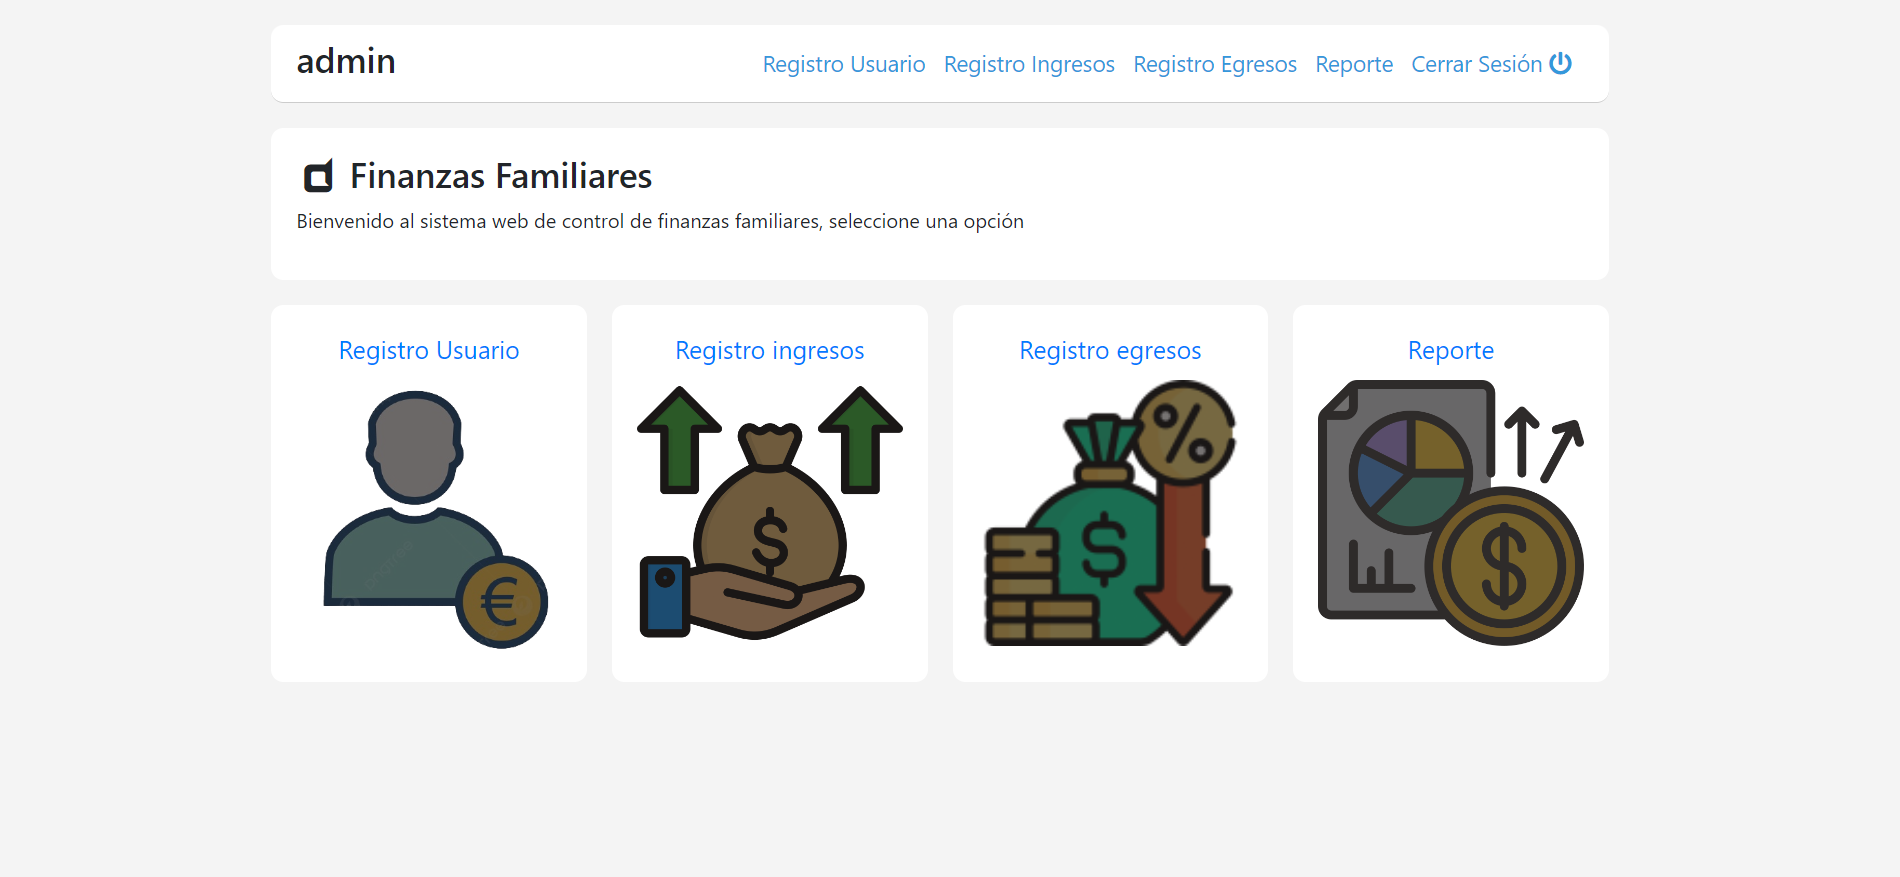 admin
Registro Usuario Registro Ingresos Registro Egresos Reporte Cerrar Sesión
Finanzas Familiares
Bienvenido al sistema web de control de finanzas familiares, seleccione una opción
Registro Usuario
Registro ingresos
Registro egresos
Reporte
€
$
%
$
$